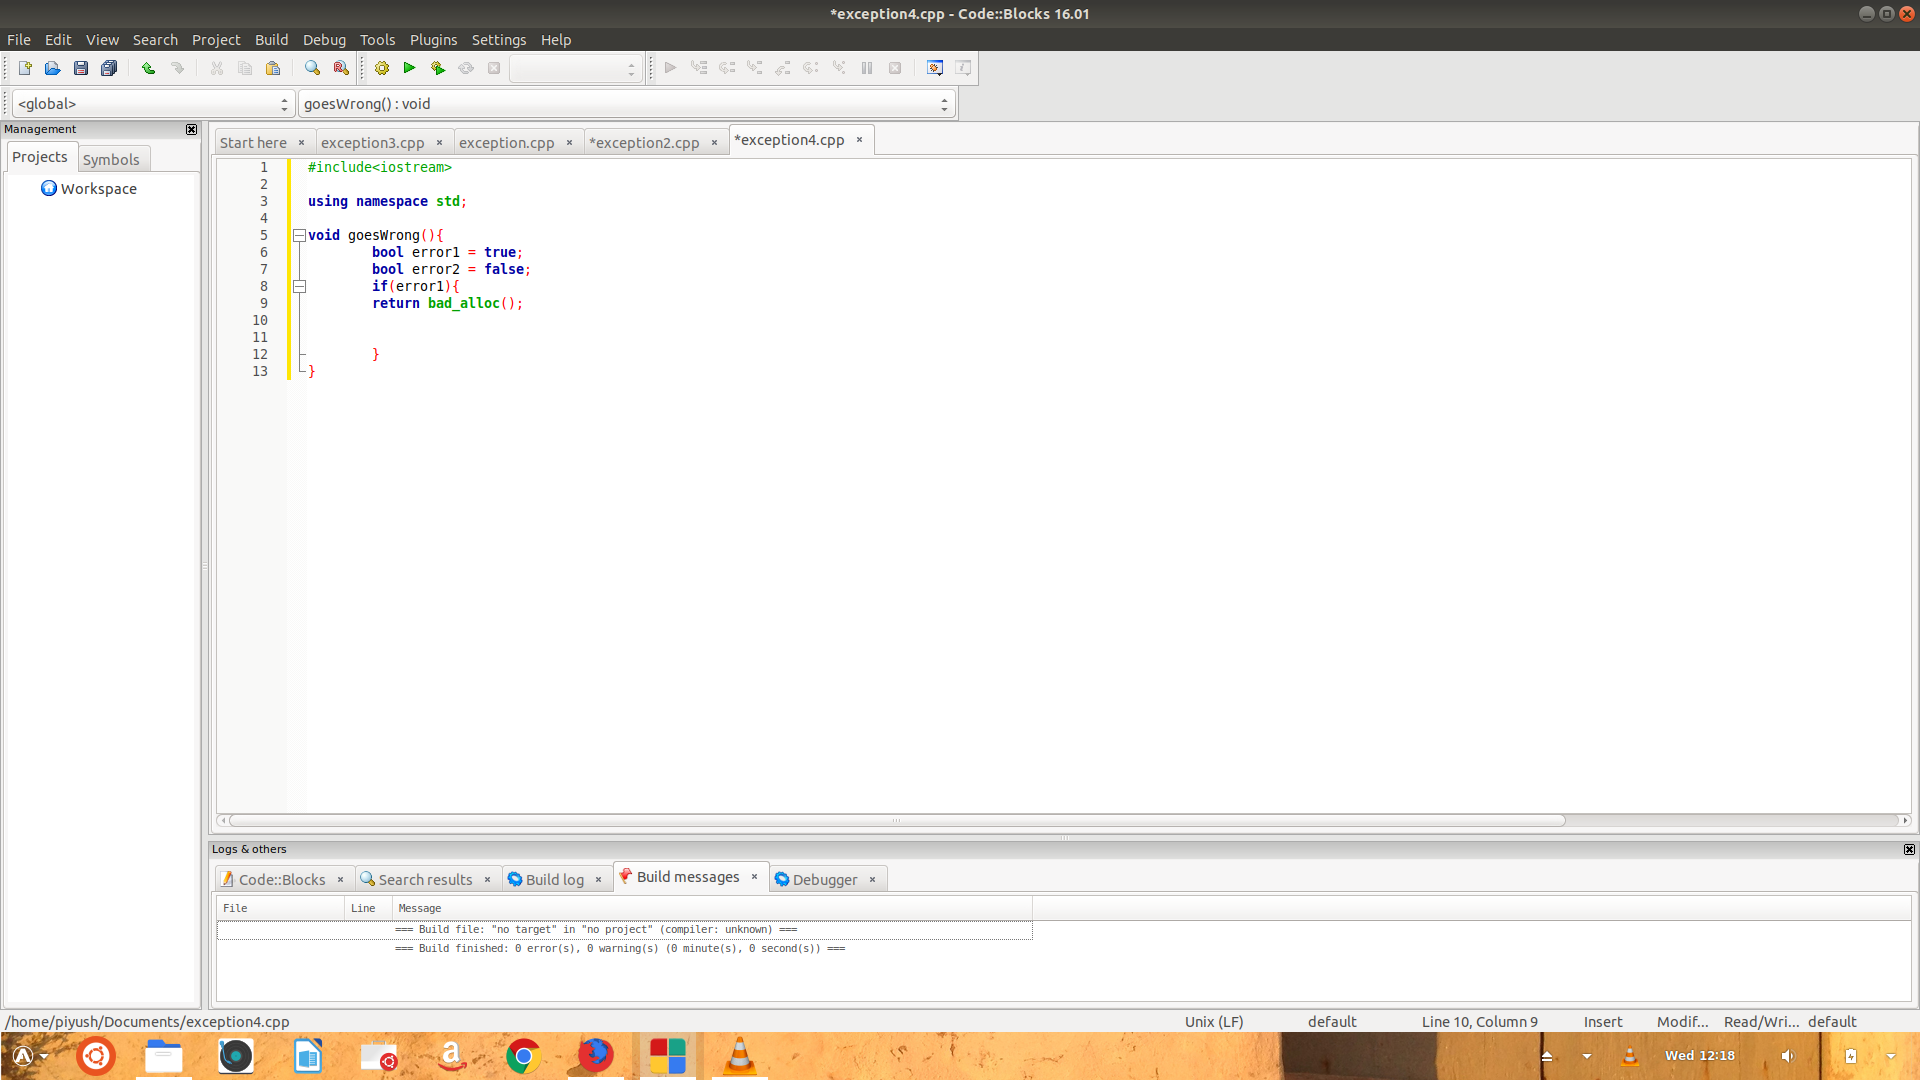 *exception4.cpp - Code::Blocks 16.01
File Edit View Search Project Build Debug Tools Plugins Settings Help
<global> goesWrong() : void
Management
Projects Symbols
Workspace
Start here exception3.cpp exception.cpp *exception2.cpp *exception4.cpp
1 #include<iostream>
2
3 using namespace std;
4
5 void goesWrong(){
6 bool error1 = true;
7 bool error2 = false;
8 if(error1){
9 return bad_alloc();
10
11
12 }
13 }
Logs & others
Code::Blocks Search results Build log Build messages Debugger
File Line Message
=== Build file: "no target" in "no project" (compiler: unknown) ===
=== Build finished: 0 error(s), 0 warning(s) (0 minute(s), 0 second(s)) ===
/home/piyush/Documents/exception4.cpp Unix (LF) default Line 10, Column 9 Insert Modif... Read/Wri... default
Wed 12:18